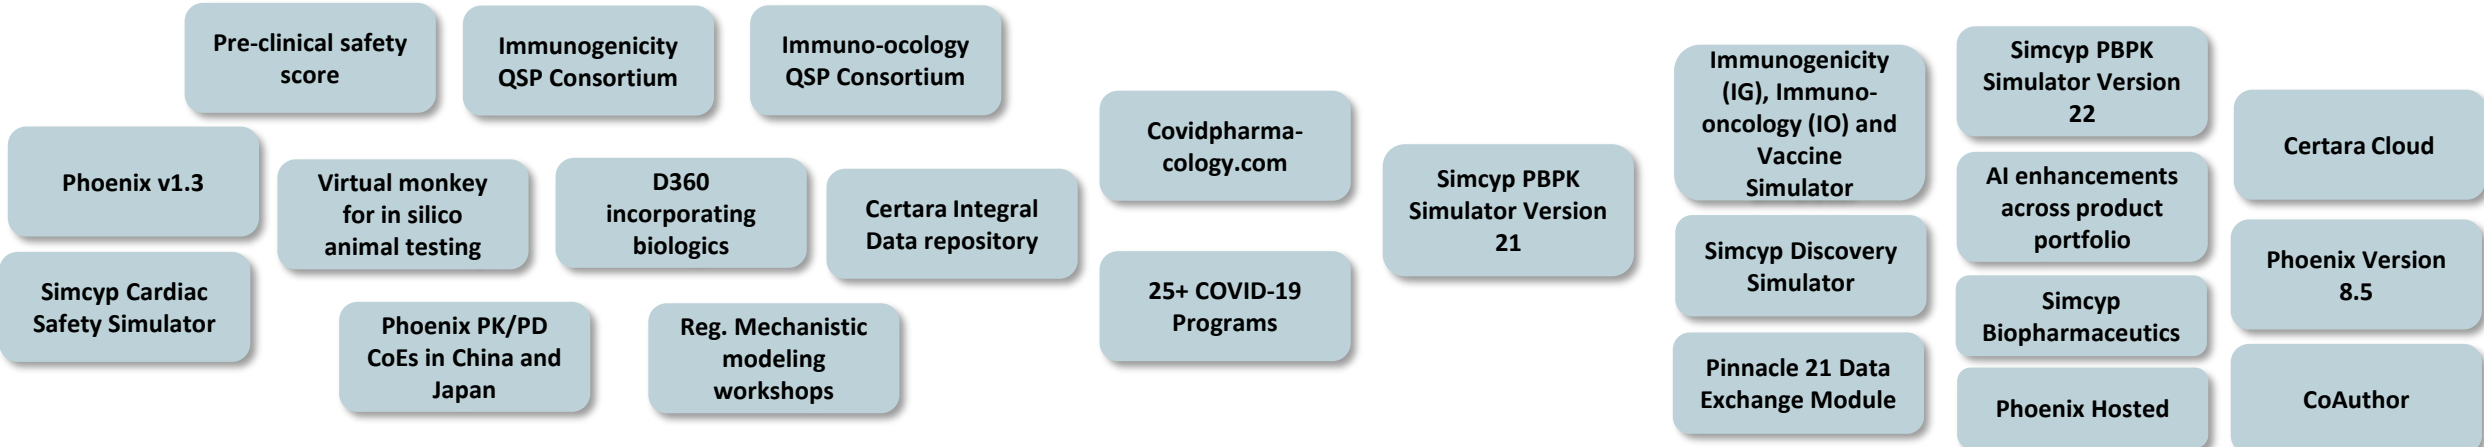 Pre-clinical safety
score
Immunogenicity
QSP Consortium
Immuno-ocology
QSP Consortium
Phoenix v1.3
Virtual monkey
for in silico
animal testing
D360
incorporating
biologics
Certara Integral
Data repository
Simcyp Cardiac
Safety Simulator
Phoenix PK/PD
CoEs in China and
Japan
Reg. Mechanistic
modeling
workshops
Covidpharma-
cology.com
25+ COVID-19
Programs
Simcyp PBPK
Simulator Version
21
Immunogenicity
(IG), Immuno-
oncology (IO) and
Vaccine
Simulator
Simcyp Discovery
Simulator
Pinnacle 21 Data
Exchange Module
Simcyp PBPK
Simulator Version
22
AI enhancements
across product
portfolio
Simcyp
Biopharmaceutics
Phoenix Hosted
Certara Cloud
Phoenix Version
8.5
CoAuthor